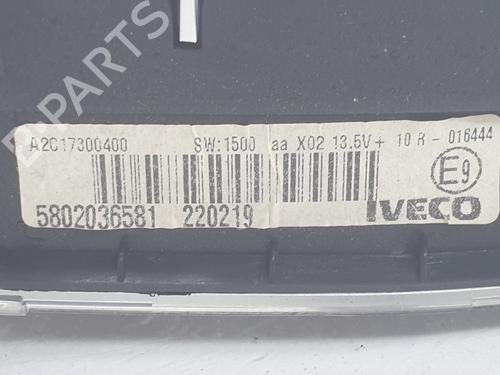 B-PARTS
A2C17300400 SW:1500 aa X02 13.5V+ 10 R - 016444
E9
5802036581 220219 IVECO